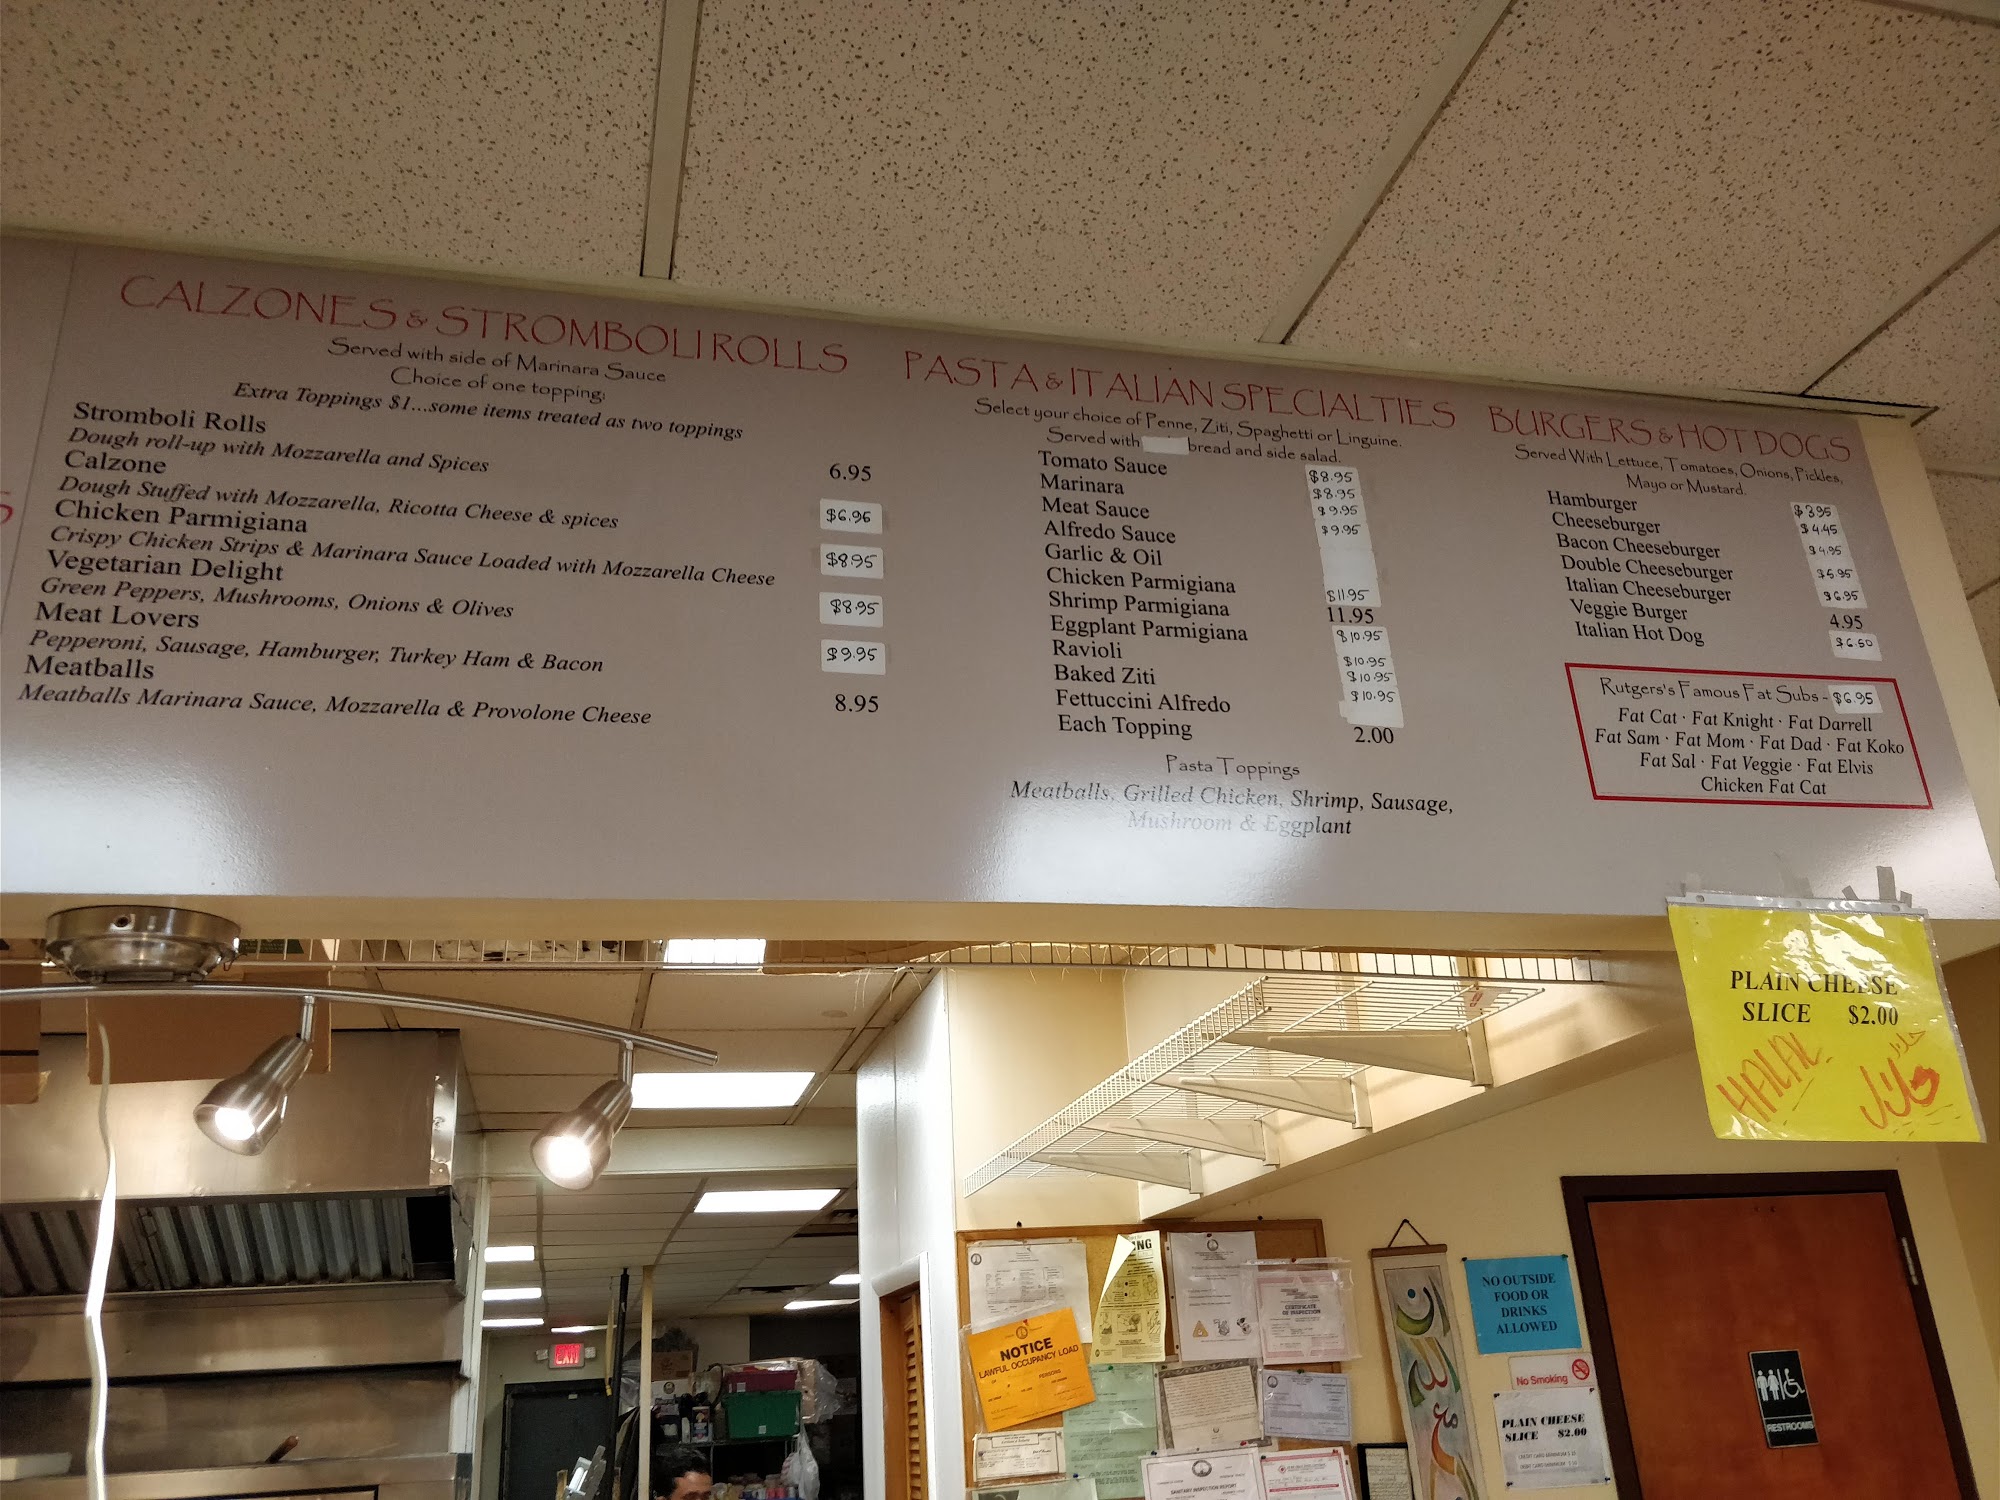 CALZONES & STROMBOLI ROLLS
Served with side of Marinara Sauce
Choice of one topping:
Extra Toppings $1...some items treated as two toppings
Stromboli Rolls
Dough roll-up with Mozzarella and Spices 6.95
Calzone
Dough Stuffed with Mozzarella, Ricotta Cheese & spices $6.95
Chicken Parmigiana
Crispy Chicken Strips & Marinara Sauce Loaded with Mozzarella Cheese $8.95
Vegetarian Delight
Green Peppers, Mushrooms, Onions & Olives $8.95
Meat Lovers
Pepperoni, Sausage, Hamburger, Turkey Ham & Bacon $9.95
Meatballs
Meatballs Marinara Sauce, Mozzarella & Provolone Cheese 8.95
PASTA & ITALIAN SPECIALTIES
Select your choice of Penne, Ziti, Spaghetti or Linguine.
Served with bread and side salad.
Tomato Sauce $8.95
Marinara $8.95
Meat Sauce $9.95
Alfredo Sauce $9.95
Garlic & Oil
Chicken Parmigiana $11.95
Shrimp Parmigiana 11.95
Eggplant Parmigiana $10.95
Ravioli $10.95
Baked Ziti $10.95
Fettuccini Alfredo $10.95
Each Topping 2.00
Pasta Toppings
Meatballs, Grilled Chicken, Shrimp, Sausage,
Mushroom & Eggplant
BURGERS & HOT DOGS
Served With Lettuce, Tomatoes, Onions, Pickles,
Mayo or Mustard.
Hamburger $3.95
Cheeseburger $4.45
Bacon Cheeseburger $4.95
Double Cheeseburger
Italian Cheeseburger $6.95
Veggie Burger 4.95
Italian Hot Dog $6.50
Rutgers's Famous Fat Subs - $6.95
Fat Cat · Fat Knight · Fat Darrell
Fat Sam · Fat Mom · Fat Dad · Fat Koko
Fat Sal · Fat Veggie · Fat Elvis
Chicken Fat Cat
PLAIN CHEESE
SLICE $2.00
HALAL
حلال
حلال
EXIT
NOTICE
LAWFUL OCCUPANCY LOAD
PERSONS
CERTIFICATE
OF INSPECTION
SANITARY INSPECTION REPORT
NO OUTSIDE
FOOD OR
DRINKS
ALLOWED
No Smoking
PLAIN CHEESE
SLICE $2.00
RESTROOMS